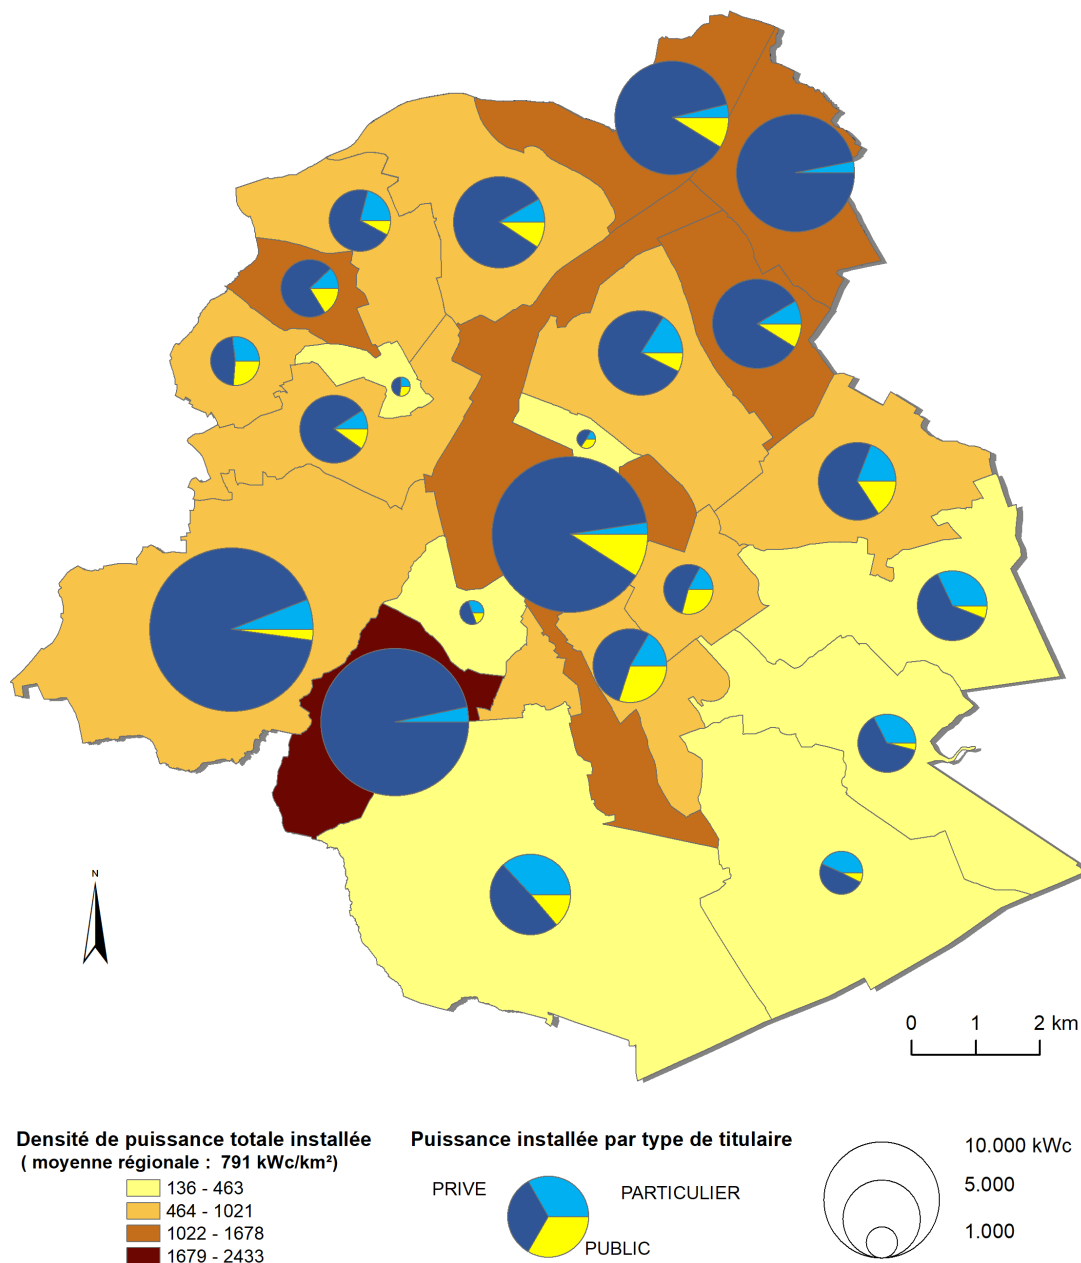 N
0 1 2 km
Densité de puissance totale installée
( moyenne régionale : 791 kWc/km²)
136 - 463
464 - 1021
1022 - 1678
1679 - 2433
Puissance installée par type de titulaire
PRIVE
PARTICULIER
PUBLIC
10.000 kWc
5.000
1.000